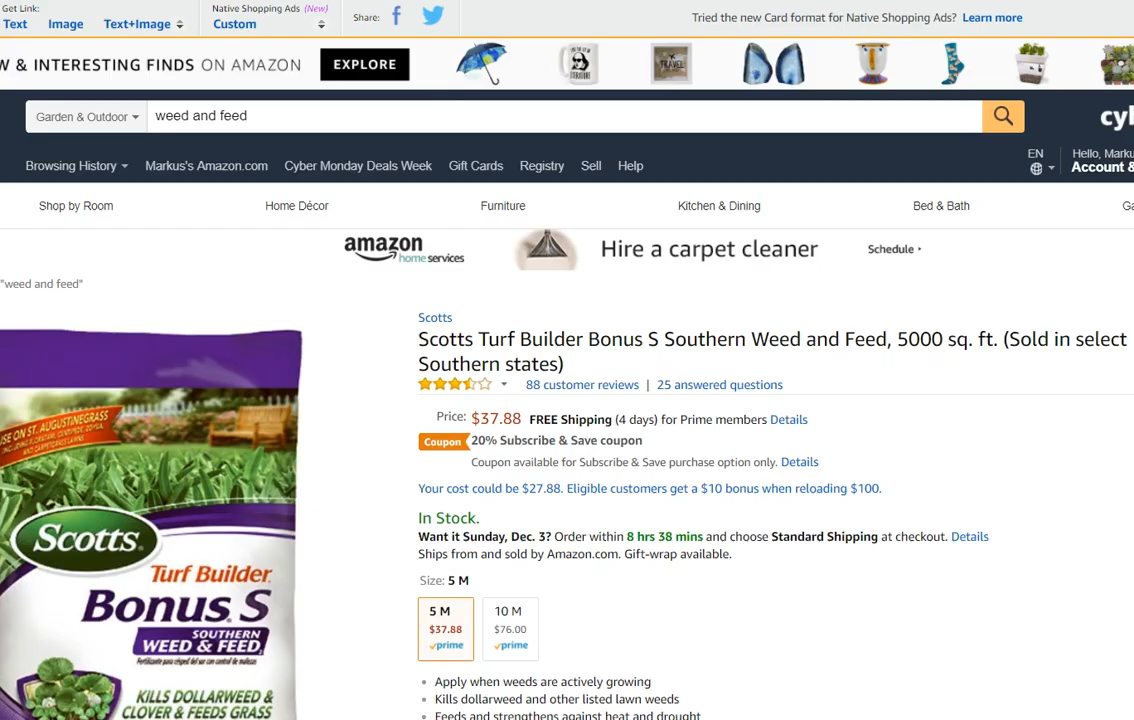 Get Link:
Native Shopping Ads (New)
Text Image Text+Image
Custom
Share:
Tried the new Card format for Native Shopping Ads? Learn more
W & INTERESTING FINDS ON AMAZON
EXPLORE
TRAVEL
Garden & Outdoor
weed and feed
cyb
Browsing History Markus's Amazon.com Cyber Monday Deals Week Gift Cards Registry Sell Help
EN
Hello, Marku
Account &
Shop by Room Home Décor Furniture Kitchen & Dining Bed & Bath Ga
amazon
home services
Hire a carpet cleaner
Schedule
"weed and feed"
Scotts
Scotts Turf Builder Bonus S Southern Weed and Feed, 5000 sq. ft. (Sold in select
Southern states)
88 customer reviews | 25 answered questions
Price: $37.88 FREE Shipping (4 days) for Prime members Details
Coupon 20% Subscribe & Save coupon
Coupon available for Subscribe & Save purchase option only. Details
Your cost could be $27.88. Eligible customers get a $10 bonus when reloading $100.
In Stock.
Want it Sunday, Dec. 3? Order within 8 hrs 38 mins and choose Standard Shipping at checkout. Details
Ships from and sold by Amazon.com. Gift-wrap available.
Size: 5 M
5 M
$37.88
prime
10 M
$76.00
prime
Apply when weeds are actively growing
Kills dollarweed and other listed lawn weeds
Feeds and strengthens against heat and drought
USE ON ST. AUGUSTINEGRASS
Scotts
Turf Builder
Bonus S
SOUTHERN
WEED & FEED
KILLS DOLLARWEED &
CLOVER & FEEDS GRASS